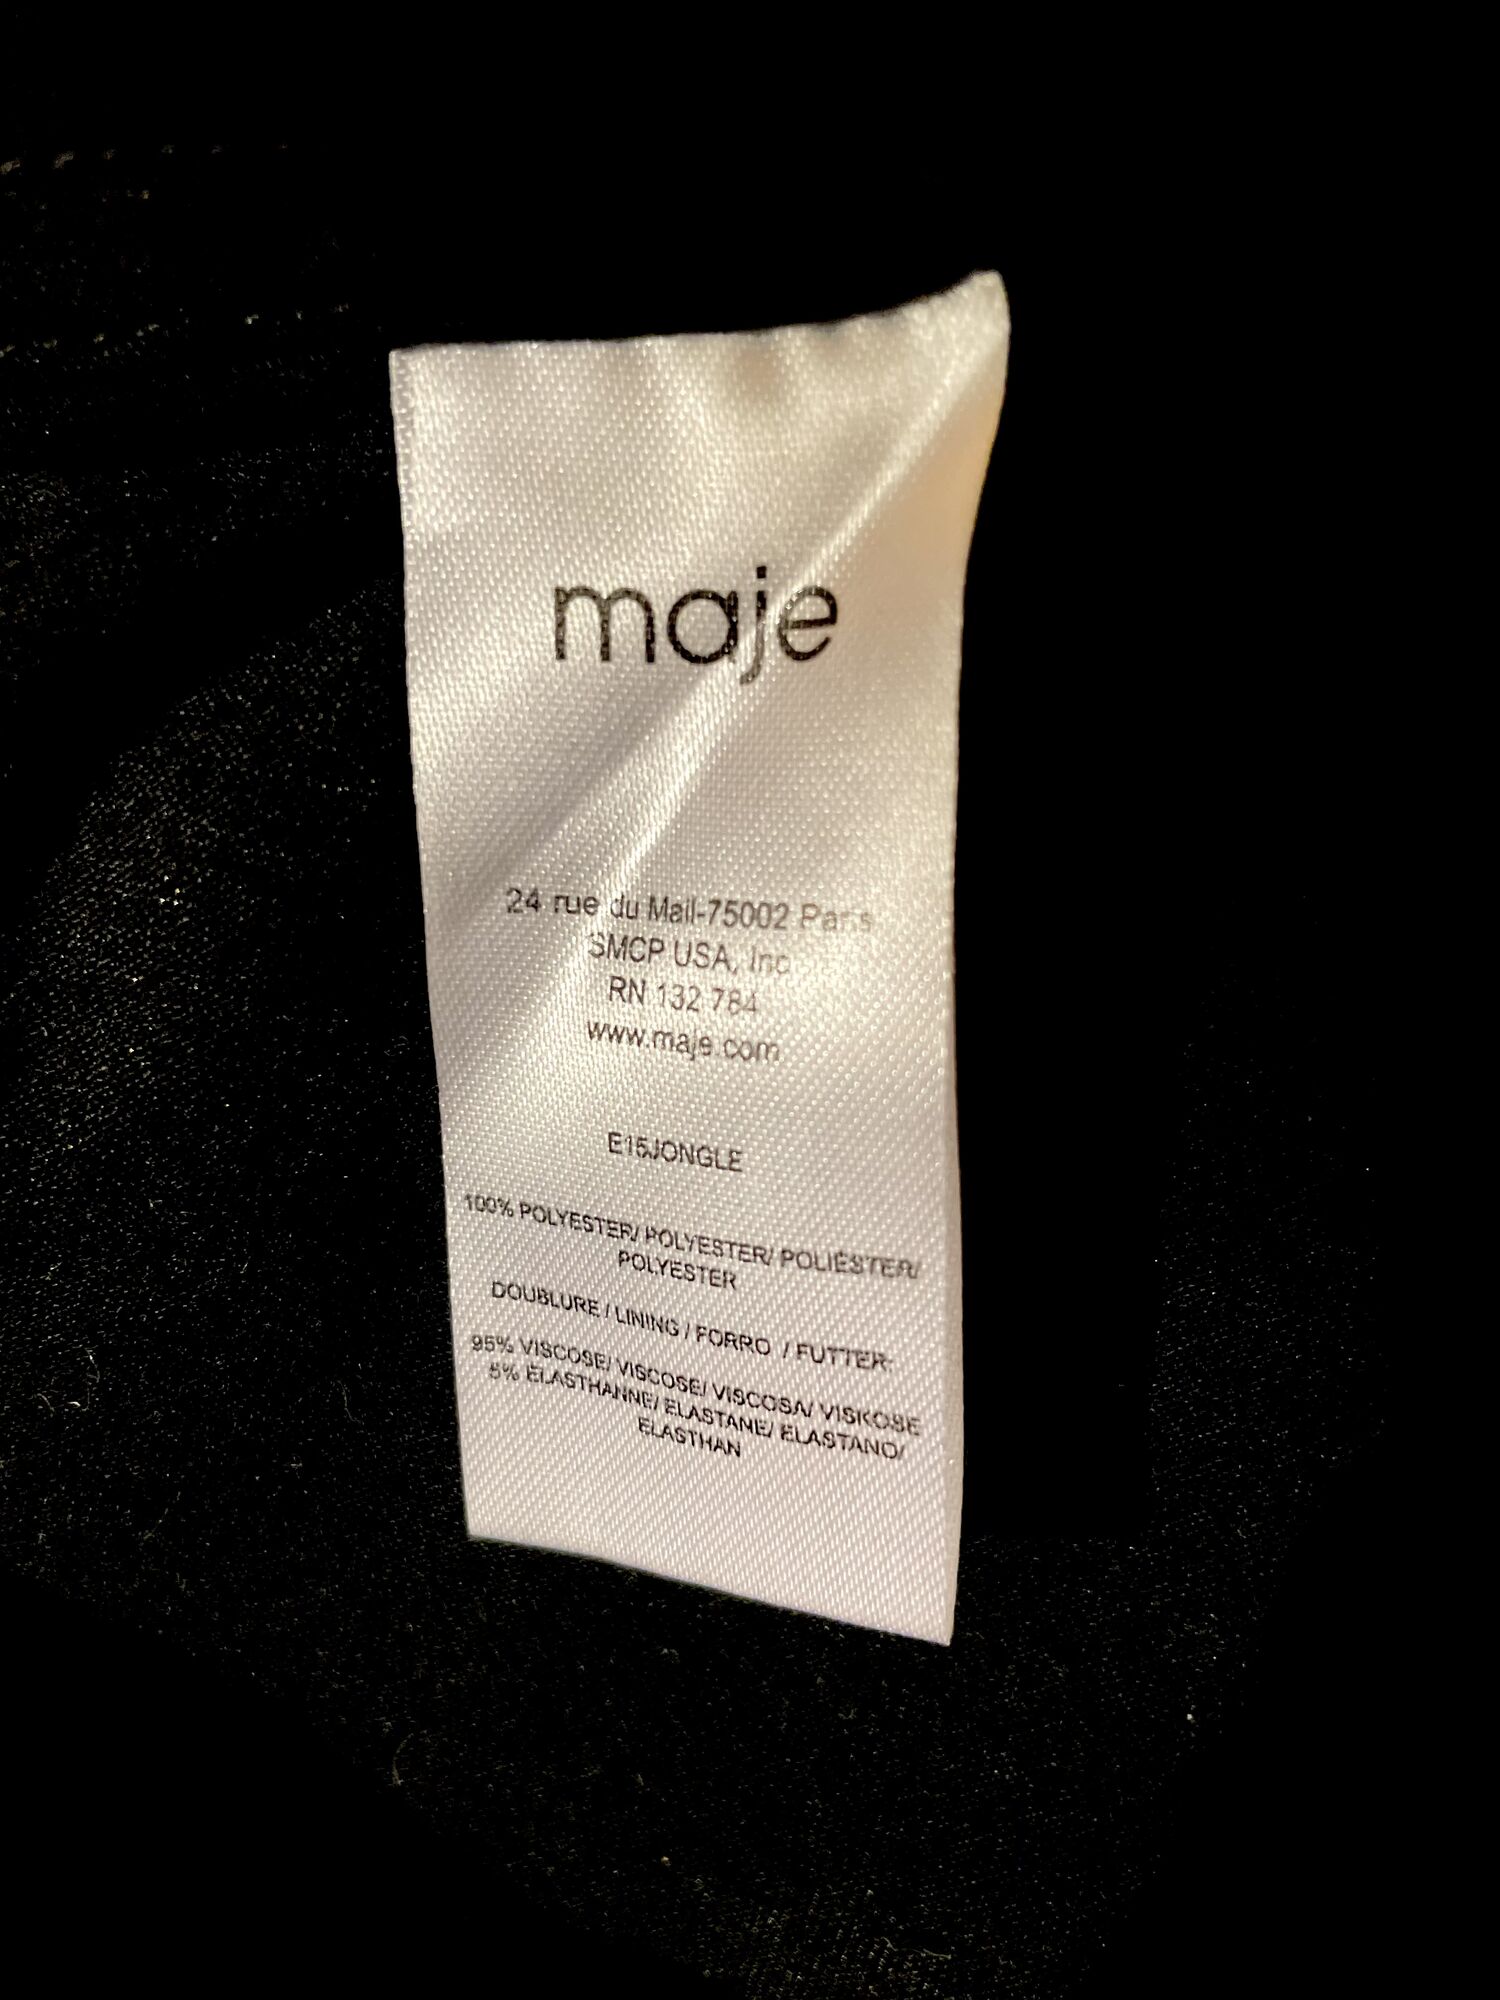 maje
24 rue du Mail-75002 Paris
SMCP USA, Inc
RN 132 784
www.maje.com
E15JONGLE
100% POLYESTER/ POLYESTER/ POLIÉSTER/
POLYESTER
DOUBLURE / LINING / FORRO / FUTTER:
95% VISCOSE/ VISCOSE/ VISCOSA/ VISKOSE
5% ELASTHANNE/ ELASTANE/ ELASTANO/
ELASTHAN